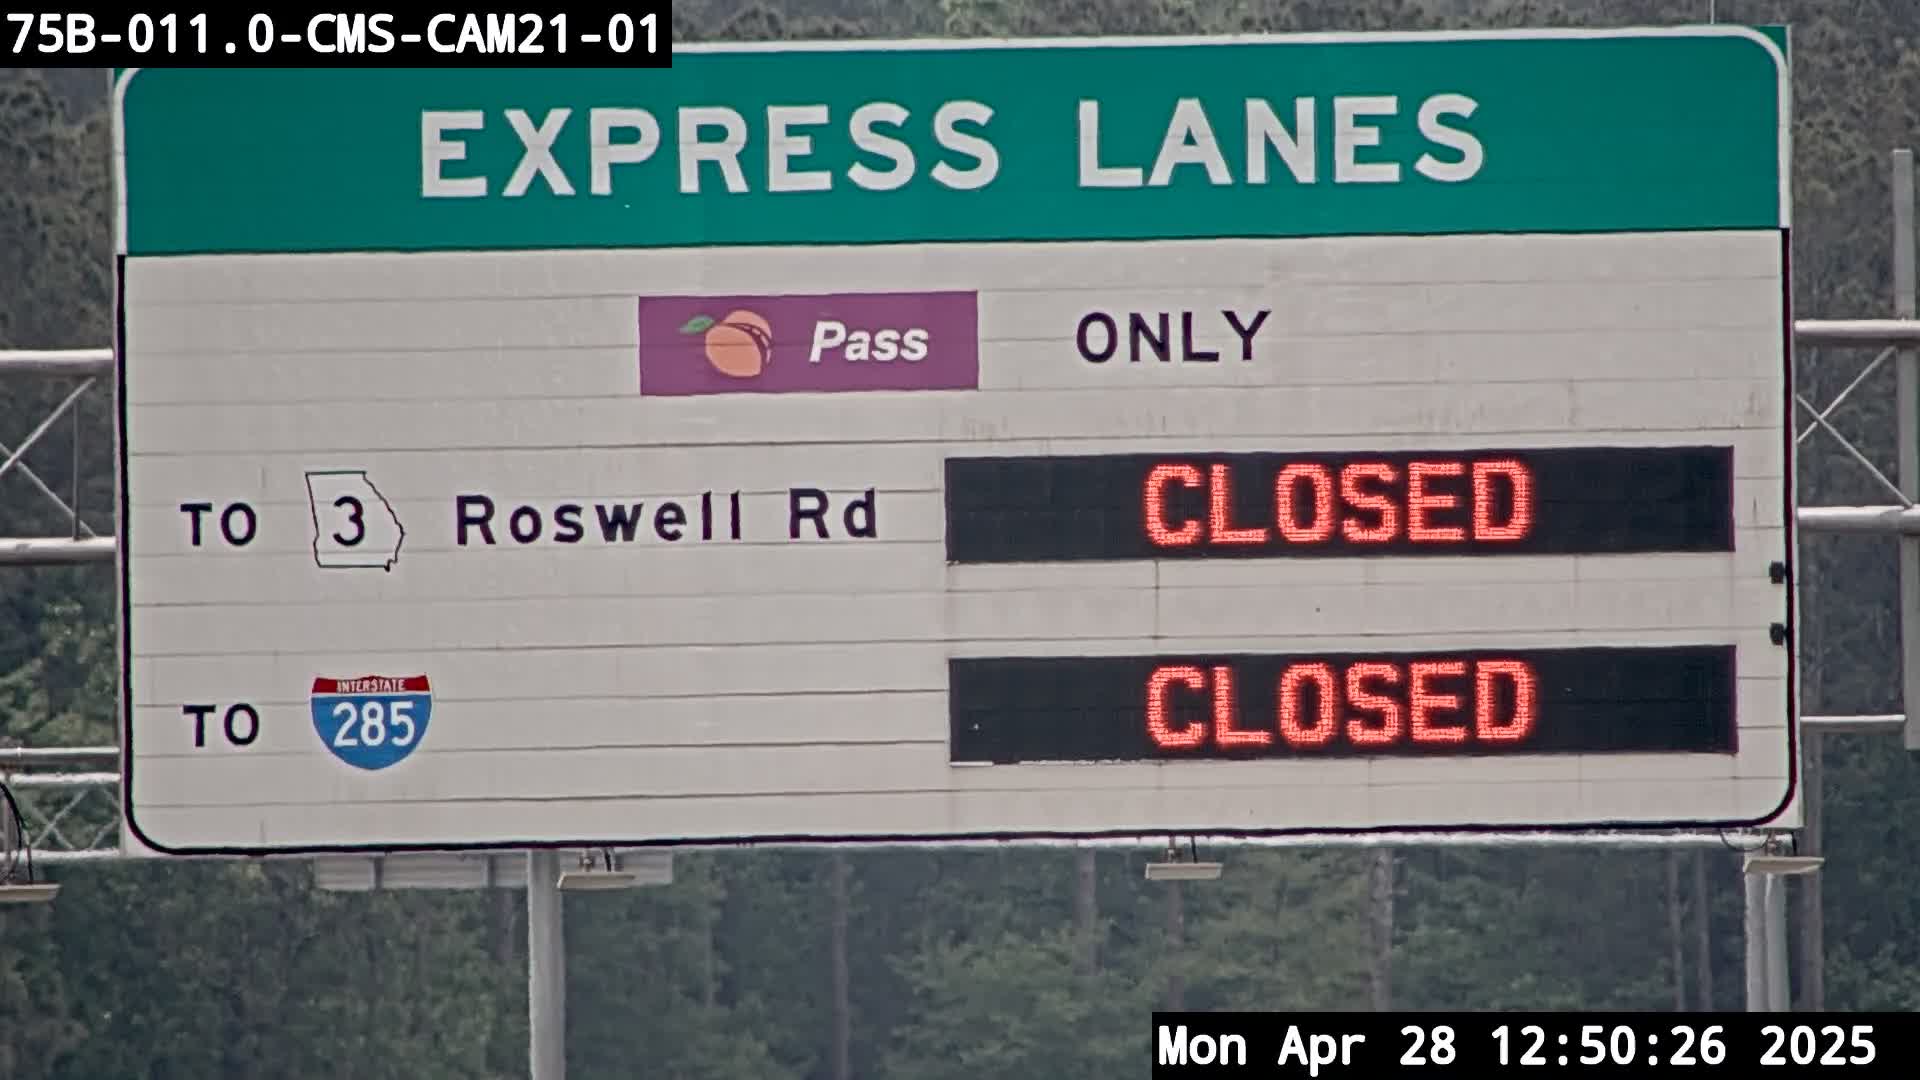 75B-011.0-CMS-CAM21-01
EXPRESS LANES
Pass ONLY
TO 3 Roswell Rd CLOSED
TO INTERSTATE 285 CLOSED
Mon Apr 28 12:50:26 2025